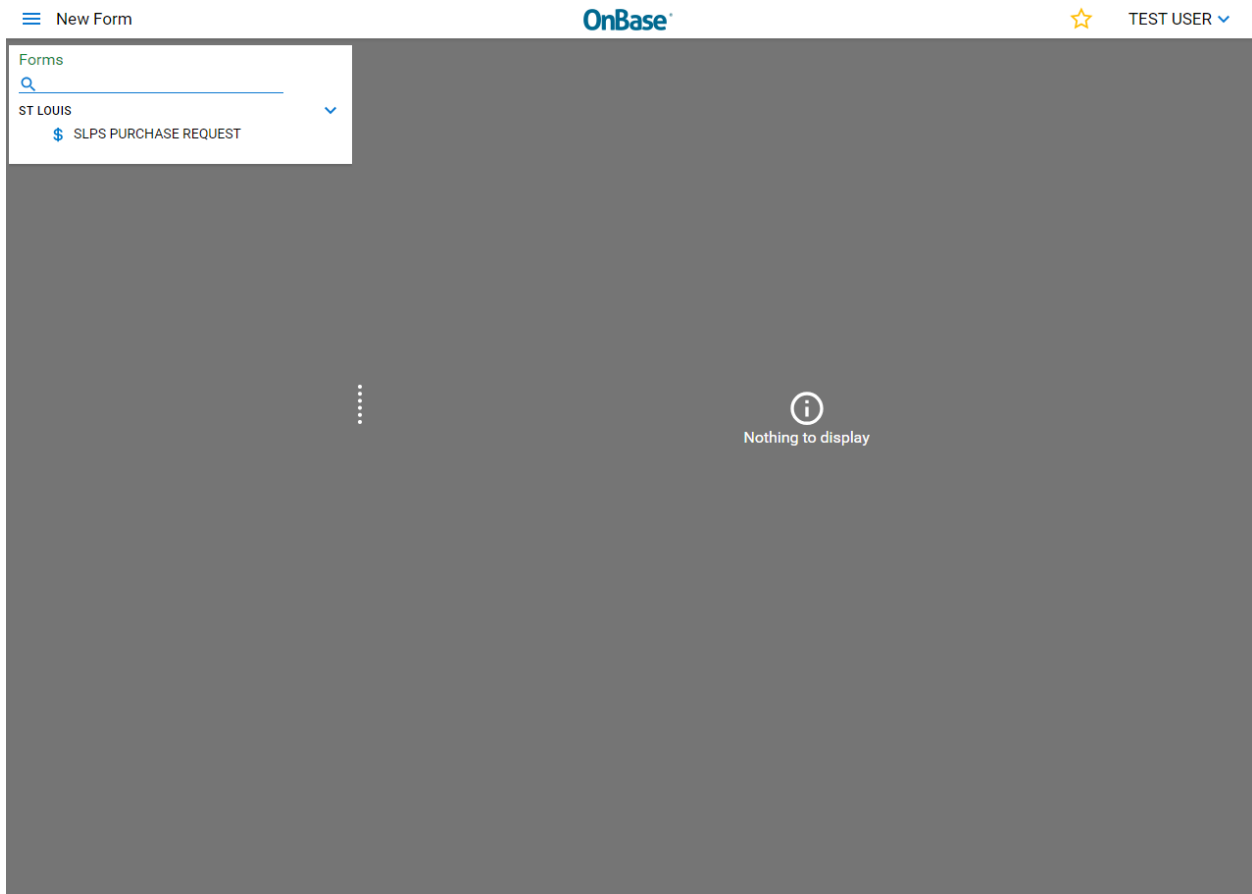 New Form
OnBase
TEST USER
Forms
ST LOUIS
$ SLPS PURCHASE REQUEST
Nothing to display